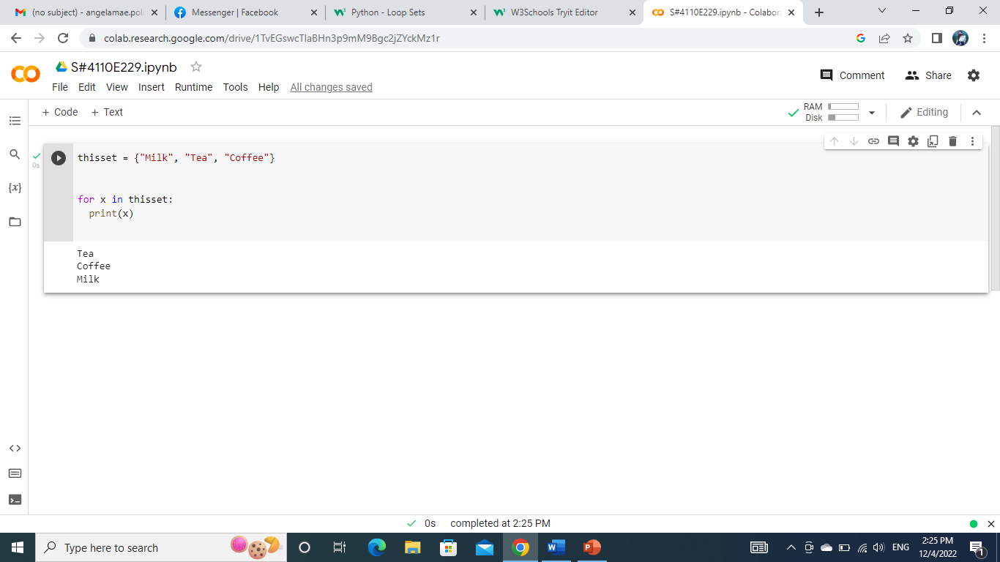 (no subject) - angelamae.pol
Messenger | Facebook
Python - Loop Sets
W3Schools Tryit Editor
S#4110E229.ipynb - Colabor
colab.research.google.com/drive/1TvEGswcTlaBHn3p9mM9Bgc2jZYckMz1r
S#4110E229.ipynb
Comment
Share
File Edit View Insert Runtime Tools Help All changes saved
+ Code + Text
RAM
Disk
Editing
0s
thisset = {"Milk", "Tea", "Coffee"}
for x in thisset:
print(x)
{x}
Tea
Coffee
Milk
0s completed at 2:25 PM
Type here to search
ENG
2:25 PM
12/4/2022
1